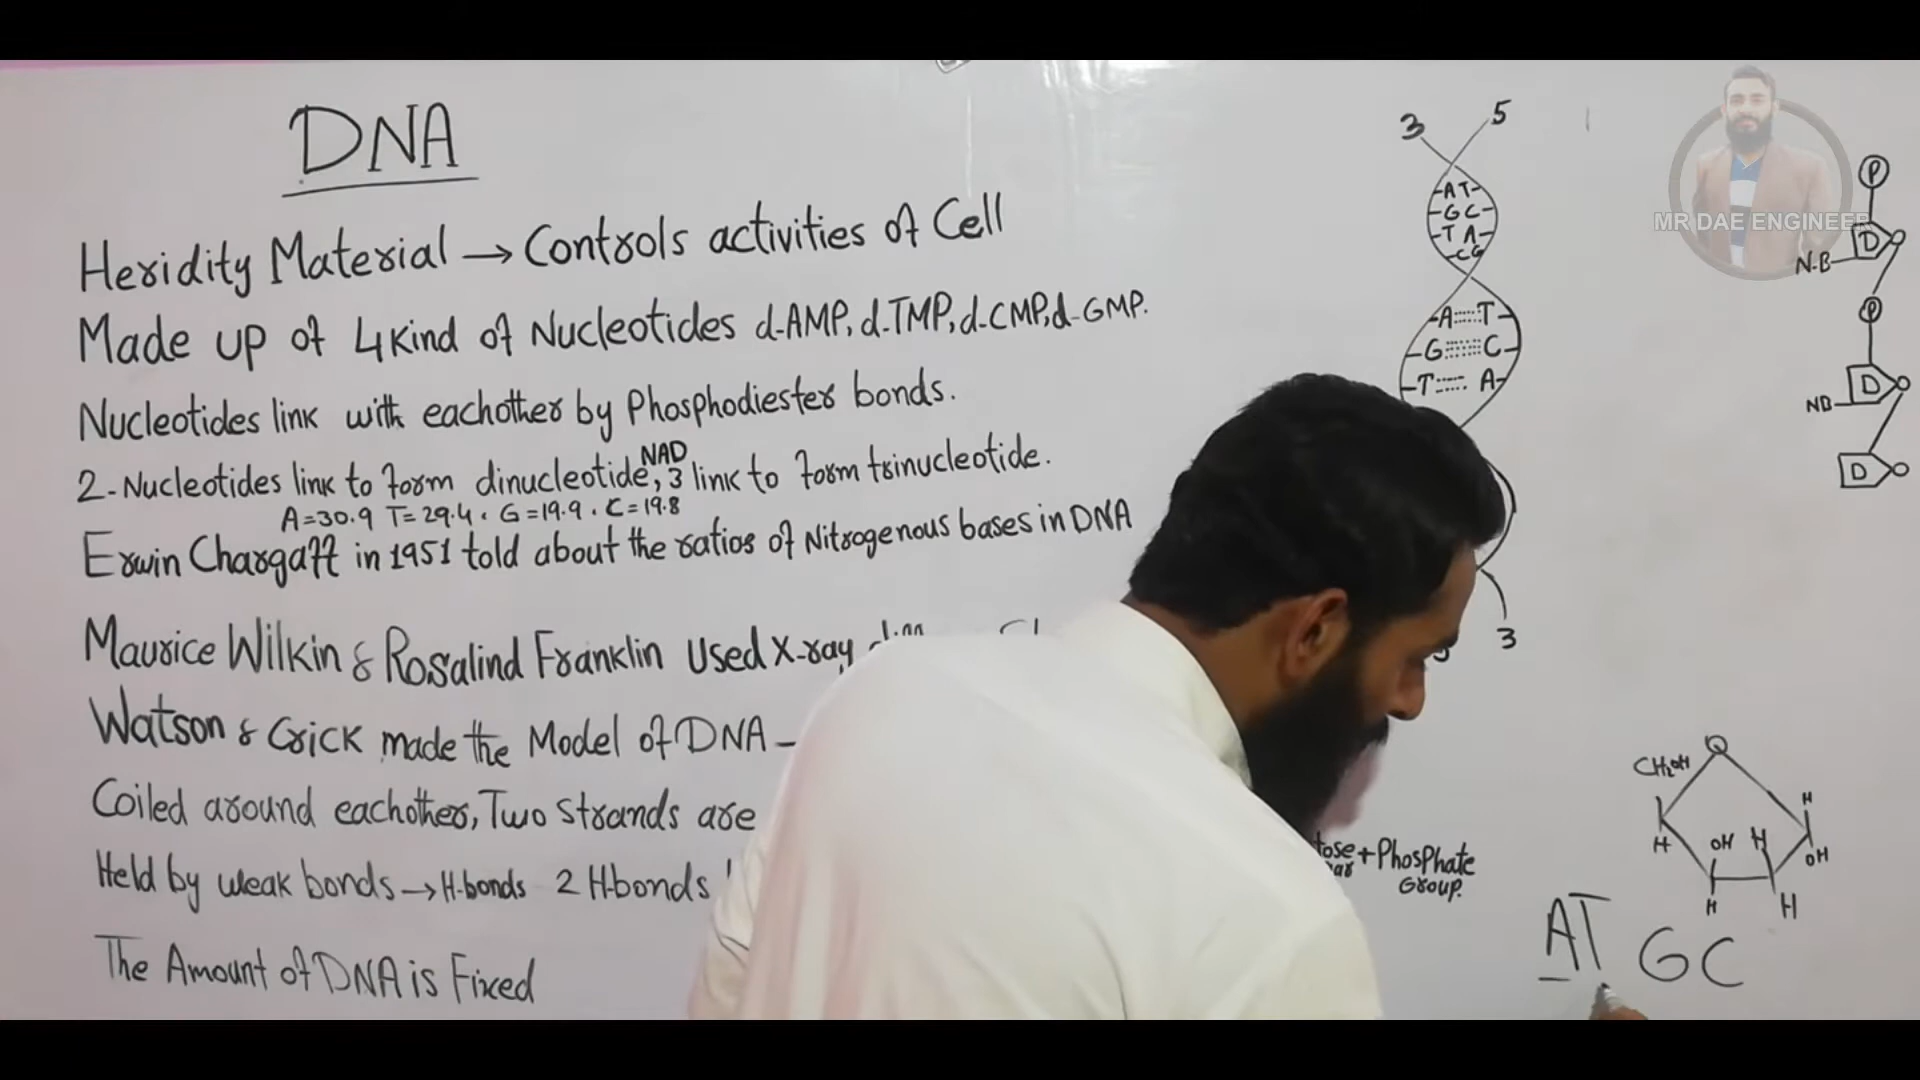 DNA
Heridity Material → Controls activities of Cell
Made up of 4 Kind of Nucleotides d-AMP, d-TMP, d-CMP, d-GMP.
Nucleotides link with eachother by Phosphodiester bonds.
NAD
2-Nucleotides link to form dinucleotide, 3 link to form trinucleotide.
A=30.9 T=29.4, G=19.9, C=19.8
Erwin Chargaff in 1951 told about the ratios of Nitrogenous bases in DNA
Maurice Wilkin & Rosalind Franklin Used X-ray
Watson & Crick made the Model of DNA –
Coiled around eachother, Two strands are
Held by weak bonds → H-bonds 2 H-bonds
The Amount of DNA is Fixed
3 5
-A T-
-G C-
-T A-
-C G
-A::::T-
-G::::C-
-T:::: A-
3
tose + Phosphate
Group.
MR DAE ENGINEER
P
D
N-B
P
D
NB
D
O
CH2OH
H
H OH H
OH
H H
AT GC